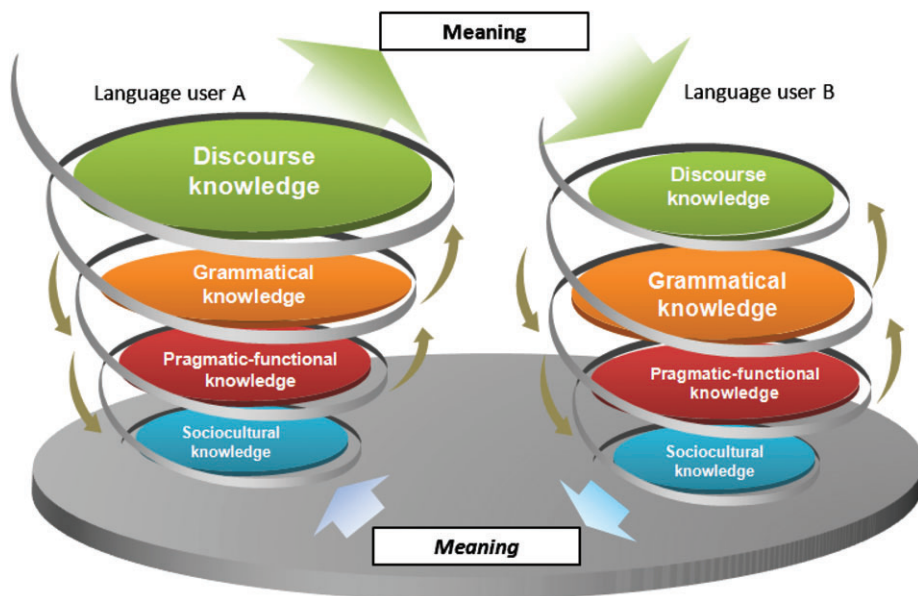 Meaning
Language user A
Language user B
Discourse
knowledge
Grammatical
knowledge
Pragmatic-functional
knowledge
Sociocultural
knowledge
Discourse
knowledge
Grammatical
knowledge
Pragmatic-functional
knowledge
Sociocultural
knowledge
Meaning